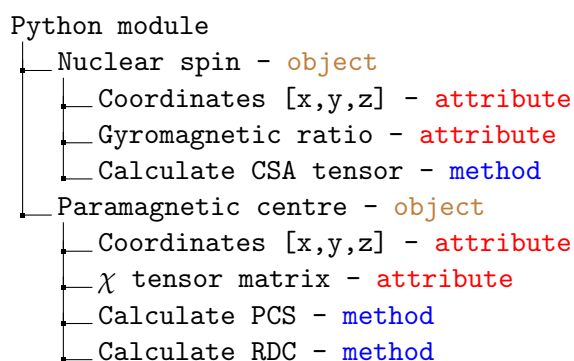 Python module
Nuclear spin - object
Coordinates [x,y,z] - attribute
Gyromagnetic ratio - attribute
Calculate CSA tensor - method
Paramagnetic centre - object
Coordinates [x,y,z] - attribute
χ tensor matrix - attribute
Calculate PCS - method
Calculate RDC - method